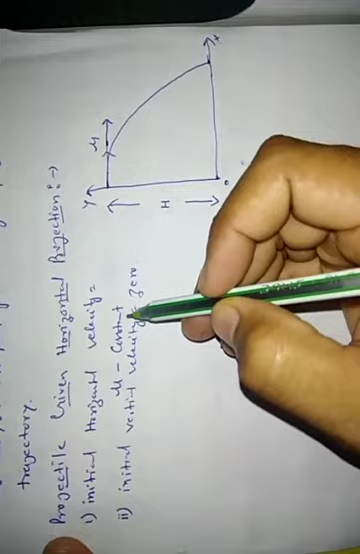 trajectory.
Projectile Given Horizontal Projection :→
i) initial Horizontal velocity =
u - Constant
ii) initial vertical velocity zero.
Y
u
H
o
x